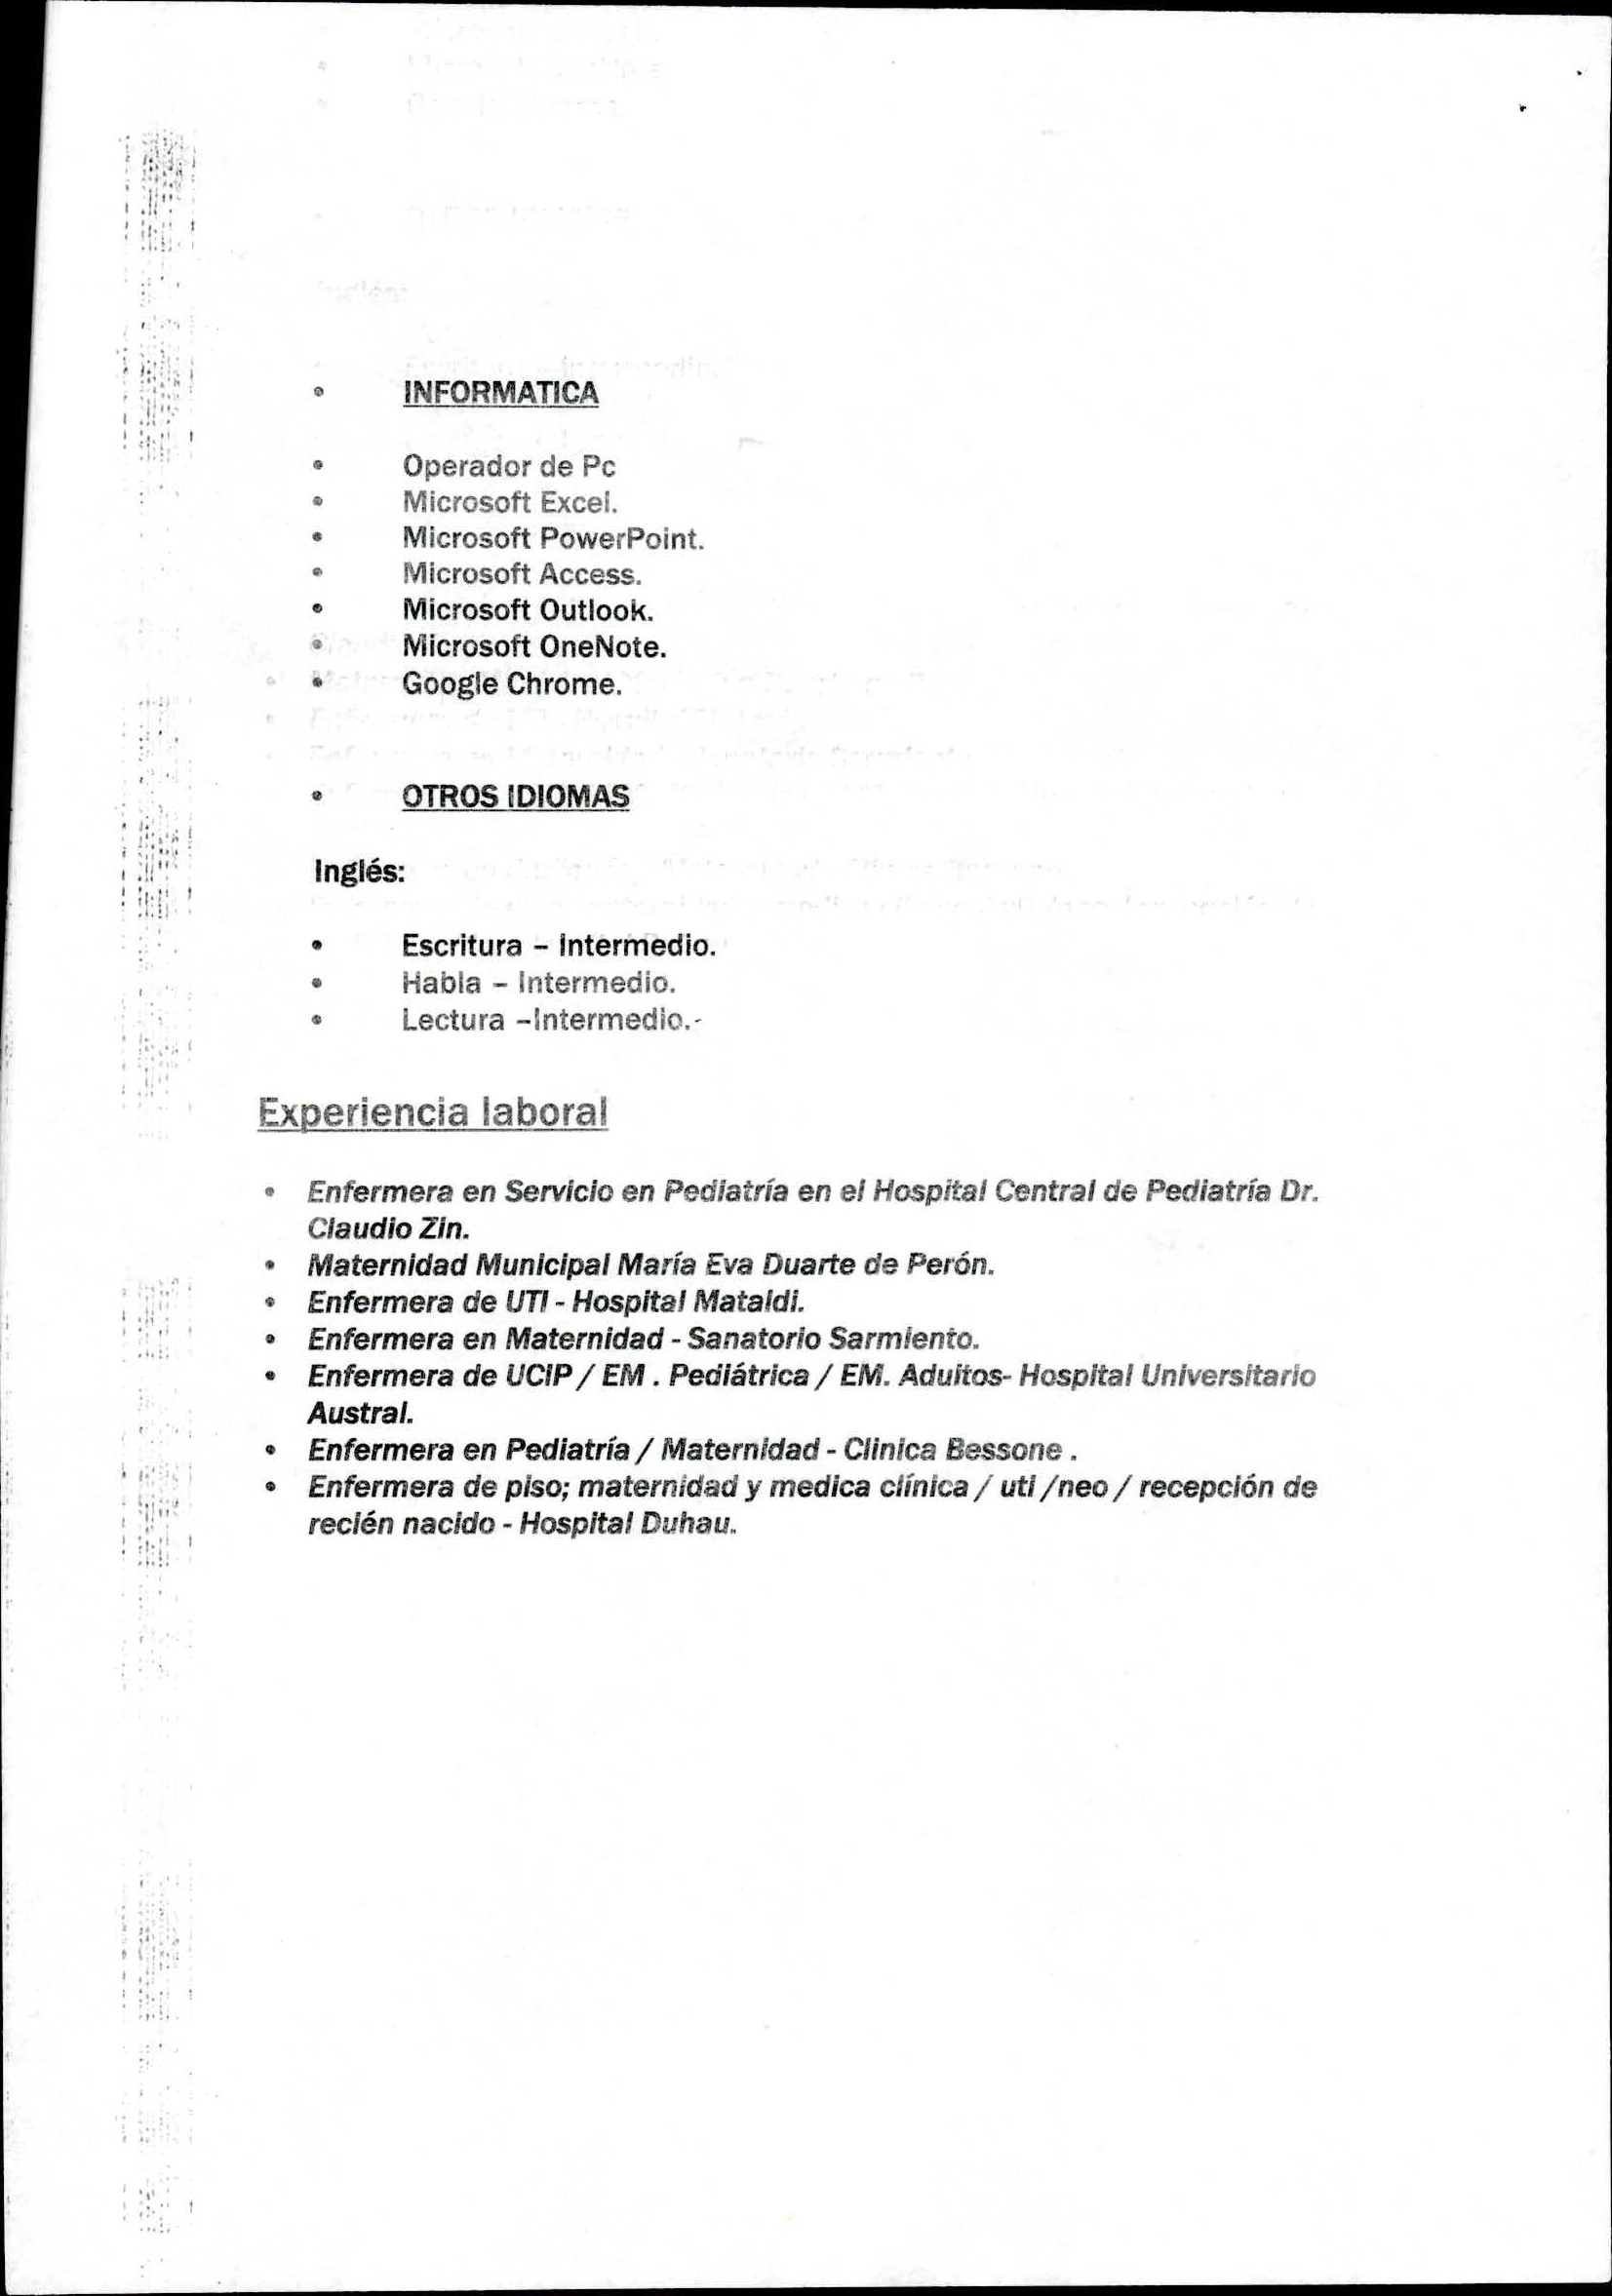 • INFORMATICA
• Operador de Pc
• Microsoft Excel.
• Microsoft PowerPoint.
• Microsoft Access.
• Microsoft Outlook.
• Microsoft OneNote.
• Google Chrome.
• OTROS IDIOMAS
Inglés:
• Escritura – Intermedio.
• Habla – Intermedio.
• Lectura –Intermedio.-
Experiencia laboral
• Enfermera en Servicio en Pediatría en el Hospital Central de Pediatría Dr.
Claudio Zin.
• Maternidad Municipal María Eva Duarte de Perón.
• Enfermera de UTI - Hospital Mataldi.
• Enfermera en Maternidad - Sanatorio Sarmiento.
• Enfermera de UCIP / EM . Pediátrica / EM. Adultos- Hospital Universitario
Austral.
• Enfermera en Pediatría / Maternidad - Clinica Bessone .
• Enfermera de piso; maternidad y medica clínica / uti /neo / recepción de
recién nacido - Hospital Duhau.